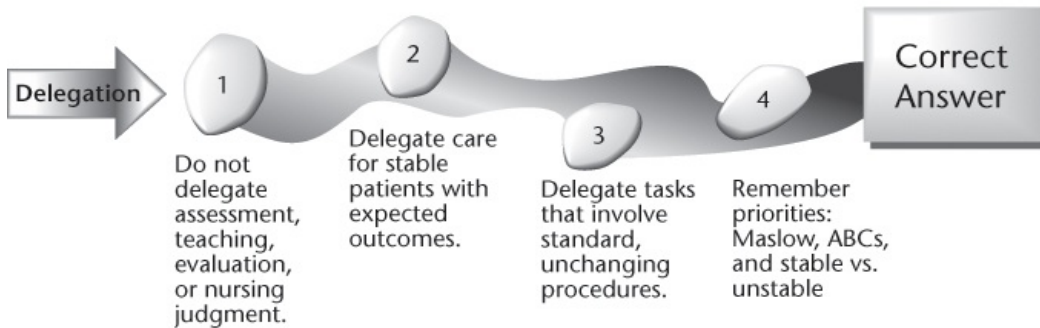 Delegation
1
Do not
delegate
assessment,
teaching,
evaluation,
or nursing
judgment.
2
Delegate care
for stable
patients with
expected
outcomes.
3
Delegate tasks
that involve
standard,
unchanging
procedures.
4
Remember
priorities:
Maslow, ABCs,
and stable vs.
unstable
Correct
Answer